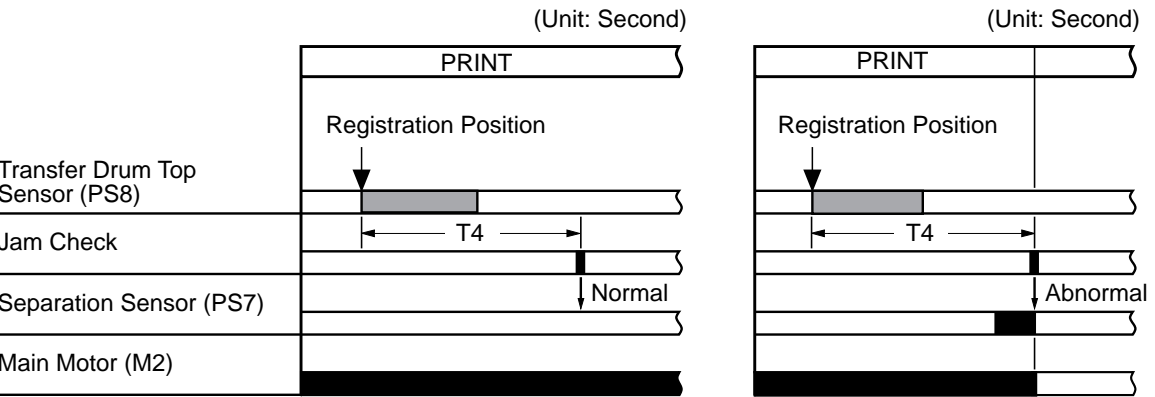 (Unit: Second)
(Unit: Second)
PRINT
PRINT
Registration Position
Registration Position
Transfer Drum Top
Sensor (PS8)
Jam Check
T4
T4
Separation Sensor (PS7)
Normal
Abnormal
Main Motor (M2)